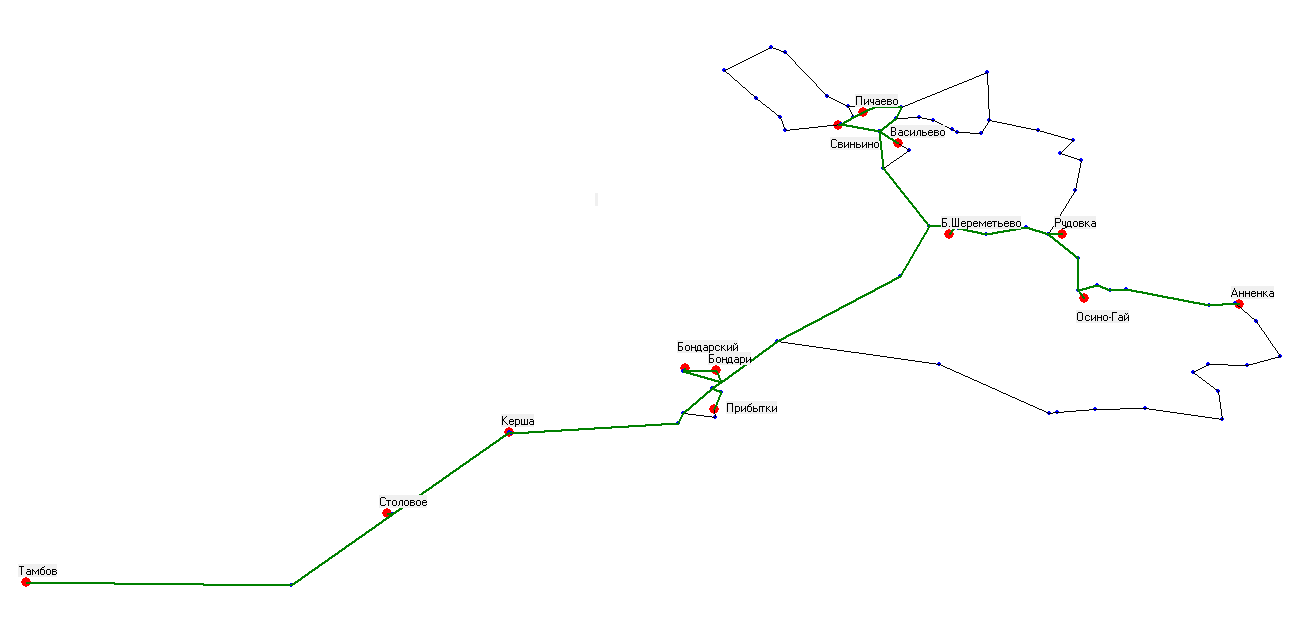 Пичаево
Васильево
Свиньино
Б.Шереметьево
Рудовка
Анненка
Осино-Гай
Бондарский
Бондари
Прибытки
Керша
Столовое
Тамбов